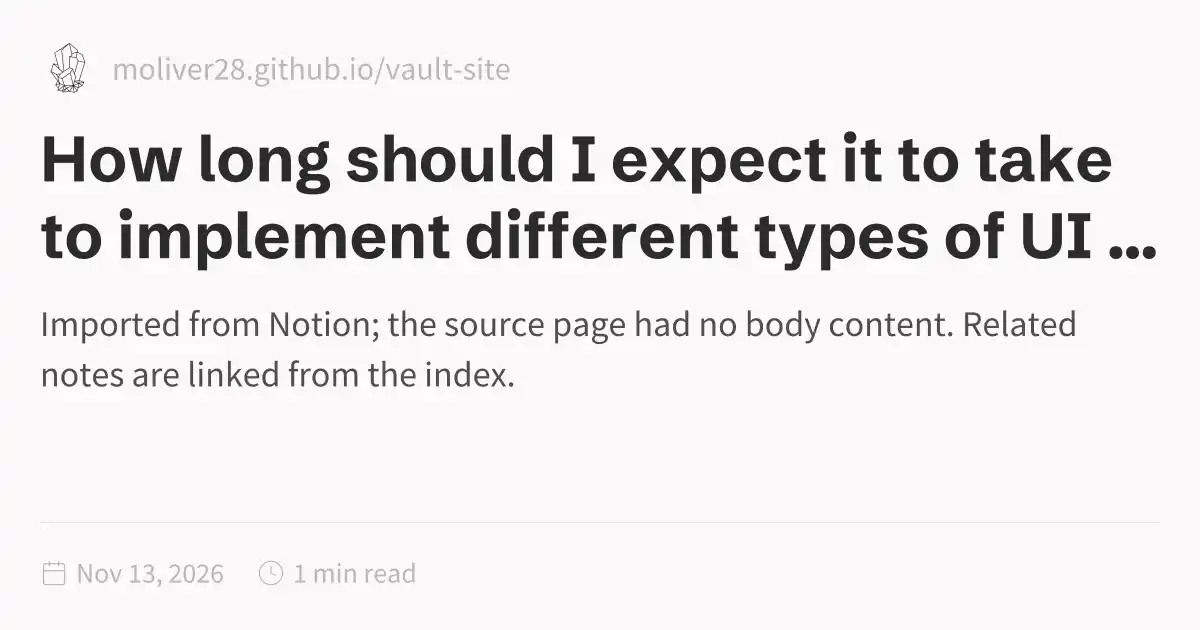 moliver28.github.io/vault-site
How long should I expect it to take
to implement different types of UI ...
Imported from Notion; the source page had no body content. Related
notes are linked from the index.
Nov 13, 2026 1 min read